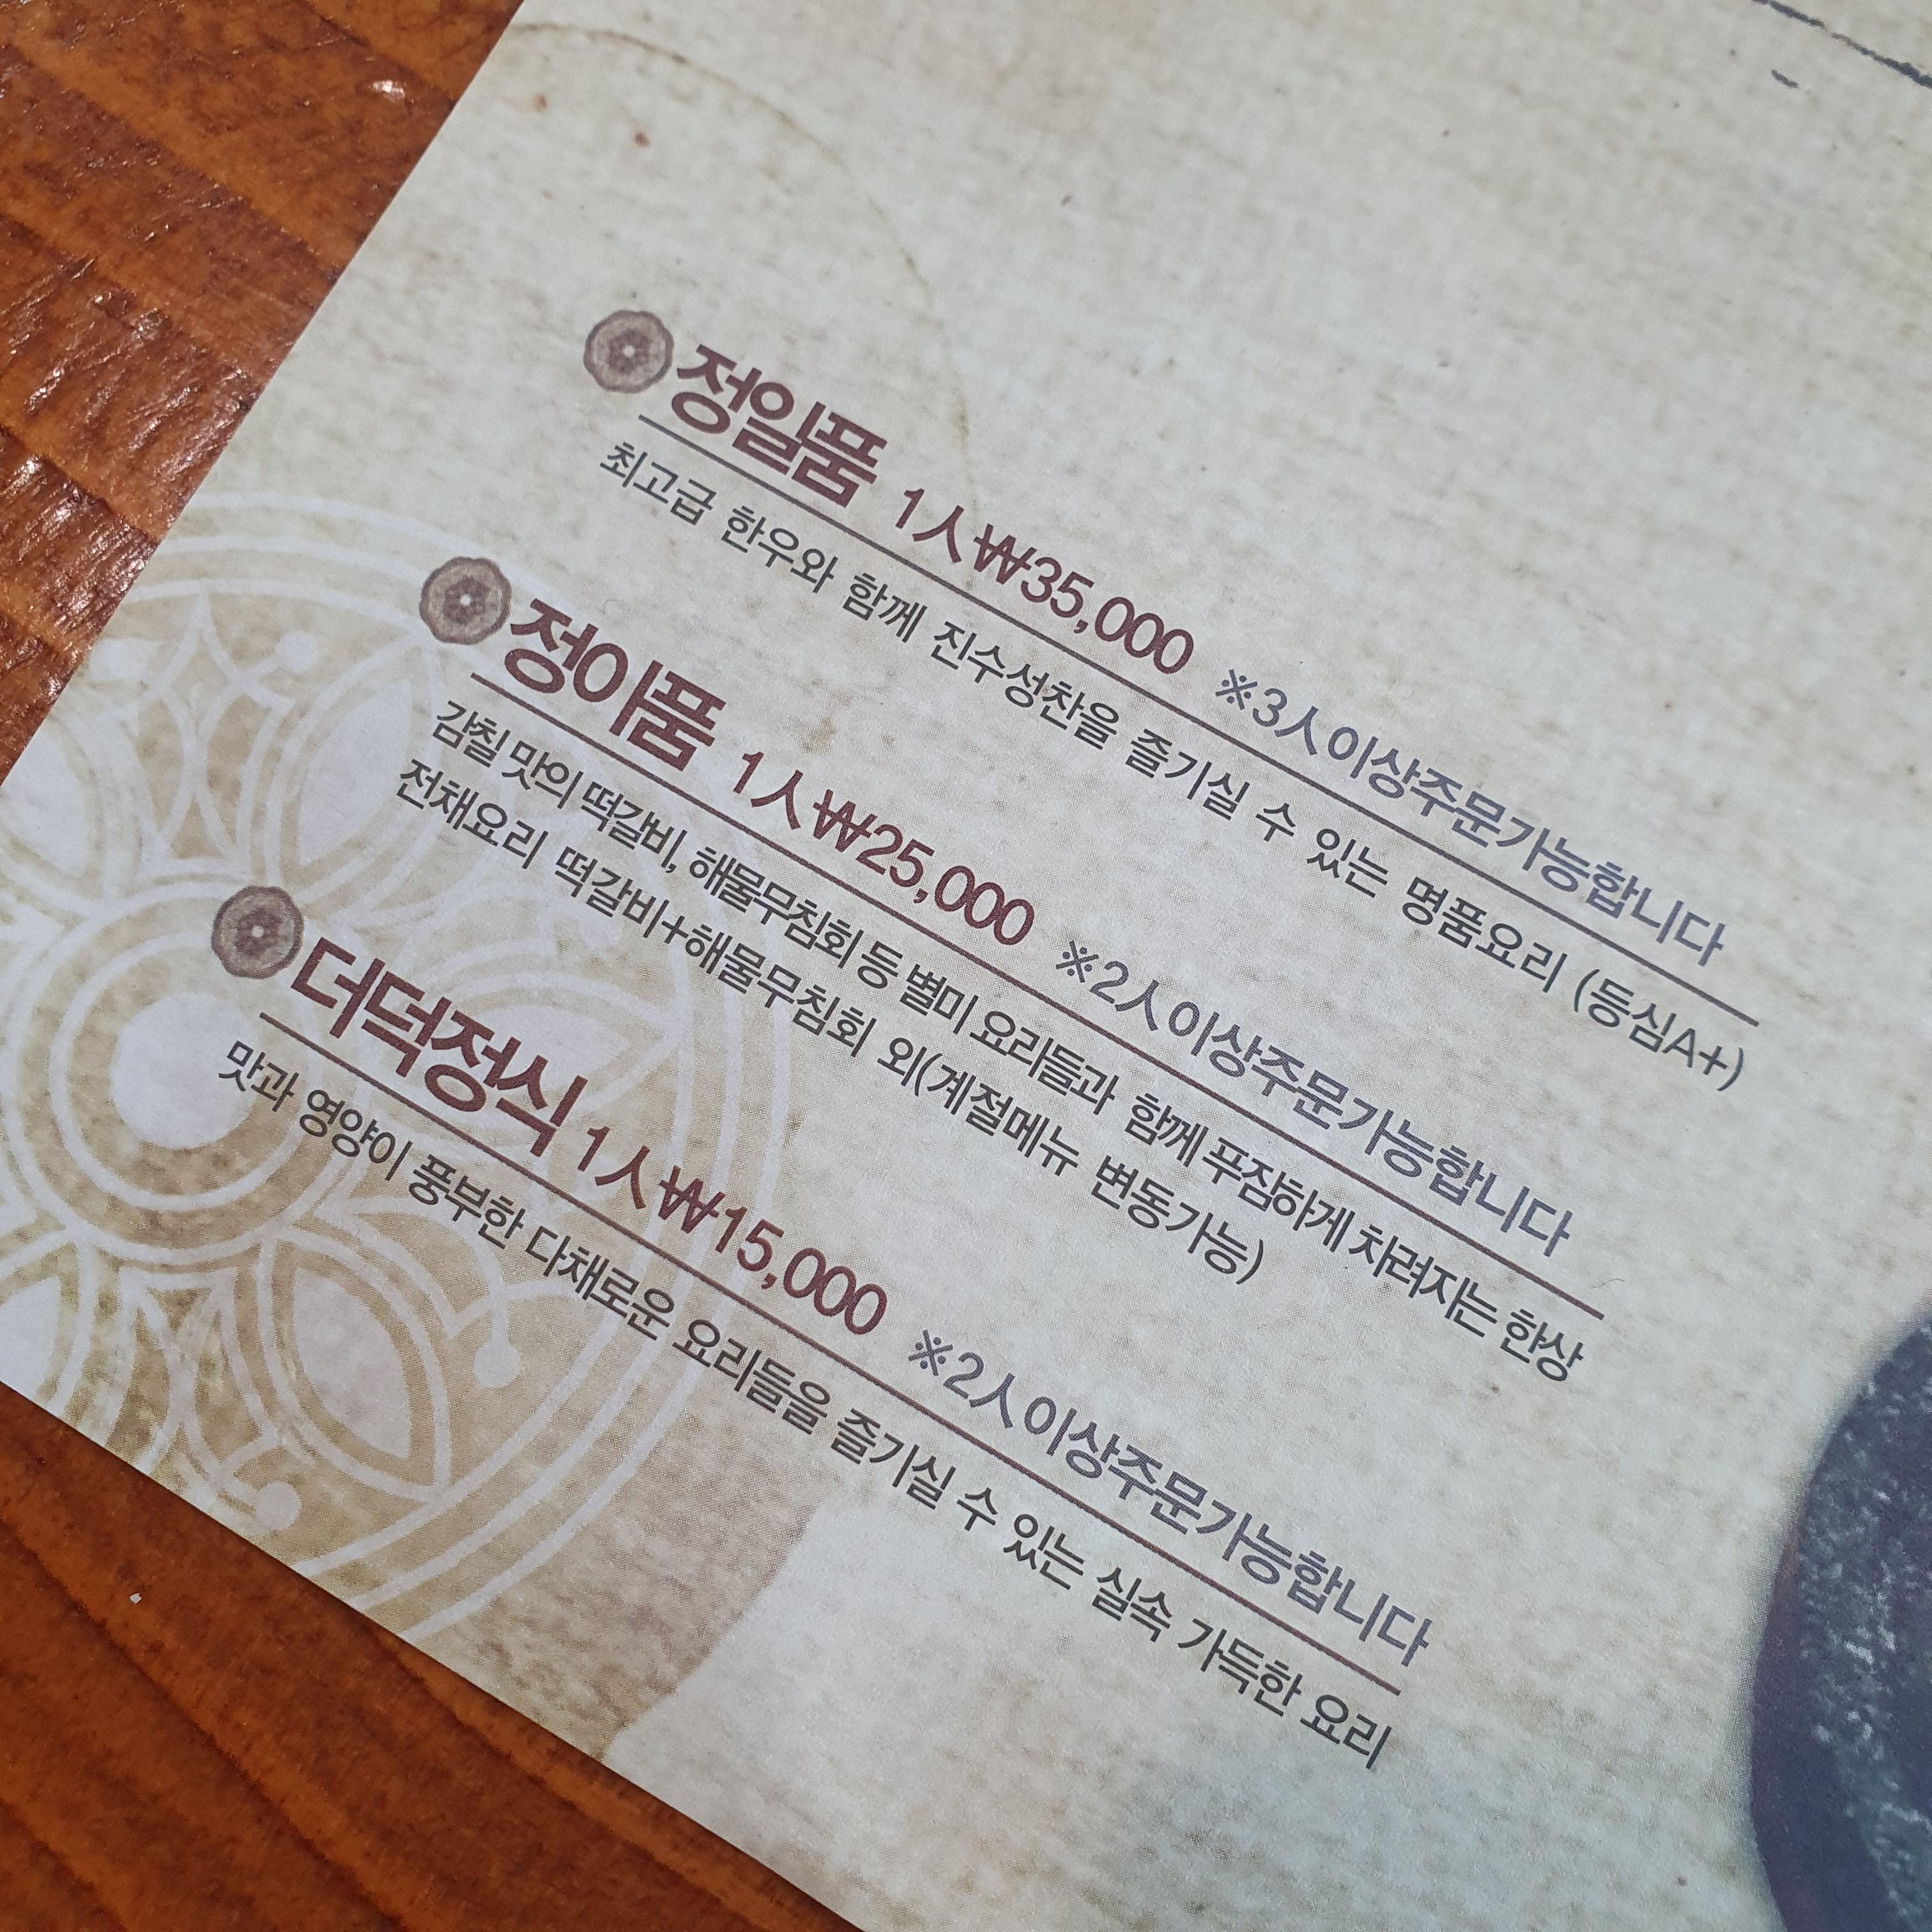 정일품 1人₩35,000 ※3人이상주문가능합니다
최고급 한우와 함께 진수성찬을 즐기실 수 있는 명품요리 (등심A+)
정이품 1人₩25,000 ※2人이상주문가능합니다
감칠 맛의 떡갈비, 해물무침회 등 별미 요리들과 함께 푸짐하게 차려지는 한상
전채요리 떡갈비+해물무침회 외(계절메뉴 변동가능)
더덕정식 1人₩15,000 ※2人이상주문가능합니다
맛과 영양이 풍부한 다채로운 요리들을 즐기실 수 있는 실속 가득한 요리